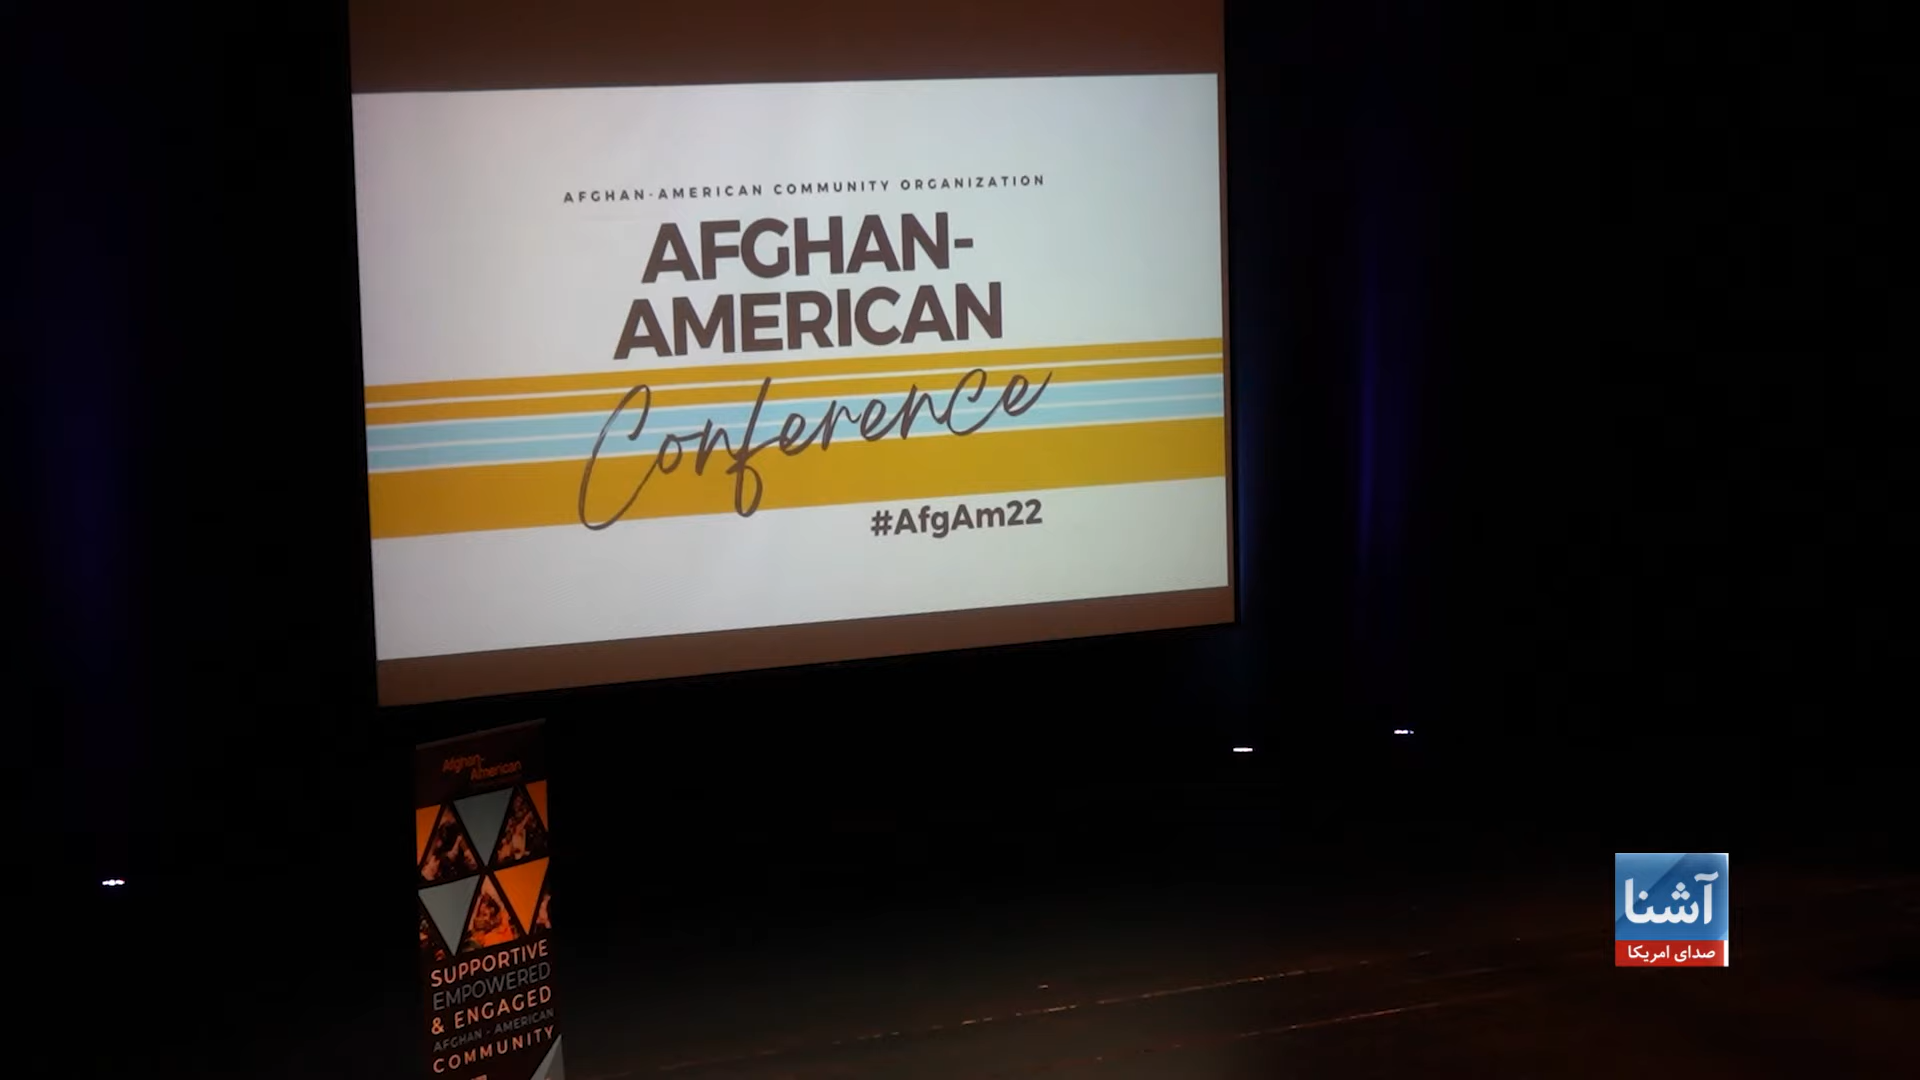 AFGHAN-AMERICAN COMMUNITY ORGANIZATION
AFGHAN-
AMERICAN
Conference
#AfgAm22
Afghan-
American
SUPPORTIVE
EMPOWERED
& ENGAGED
AFGHAN - AMERICAN
COMMUNITY
آشنا
صدای امریکا